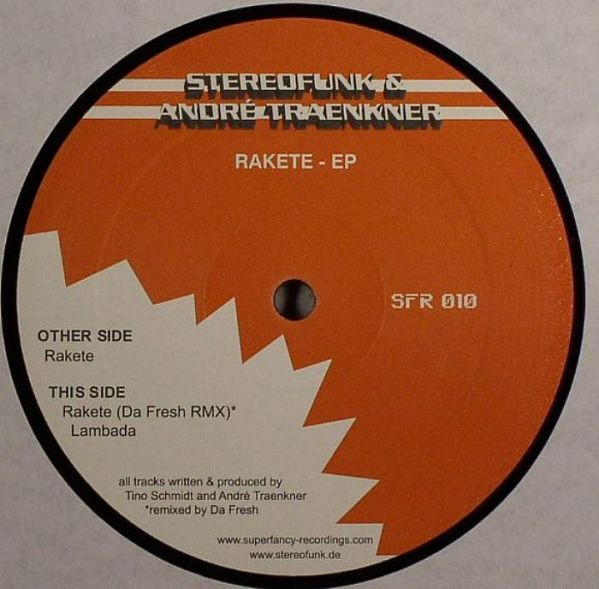 STEREOFUNK &
ANDRÉ TRAENKNER
RAKETE - EP
SFR 010
OTHER SIDE
Rakete
THIS SIDE
Rakete (Da Fresh RMX)*
Lambada
all tracks written & produced by
Tino Schmidt and André Traenkner
*remixed by Da Fresh
www.superfancy-recordings.com
www.stereofunk.de